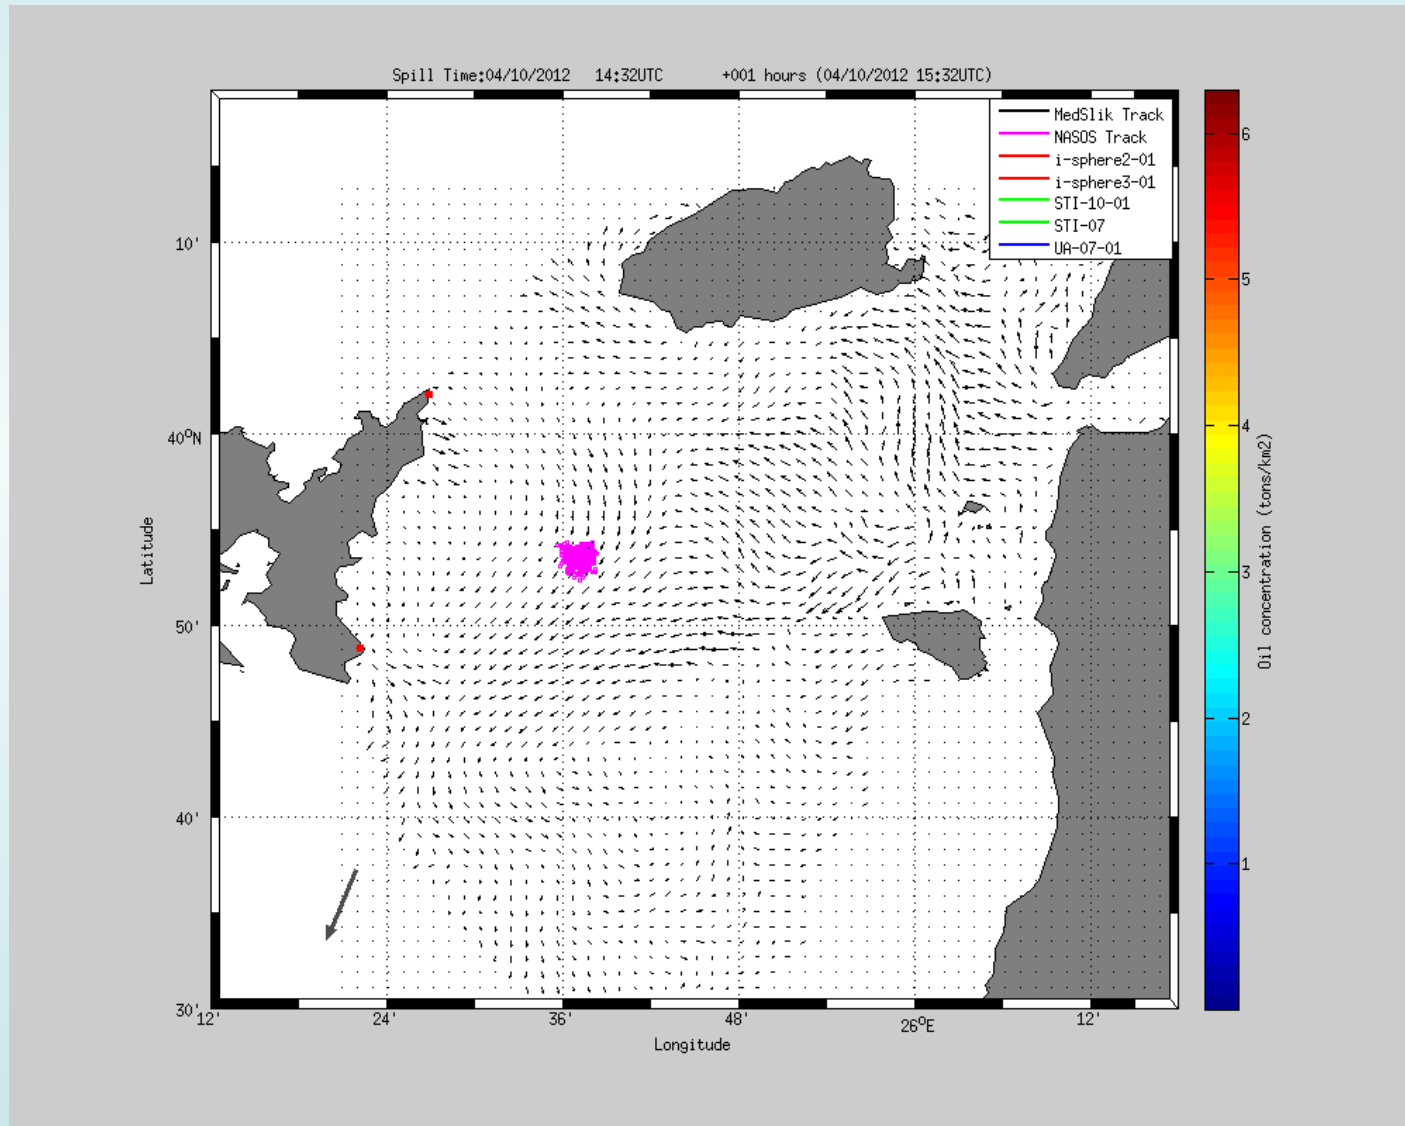 Spill Time:04/10/2012 14:32UTC +001 hours (04/10/2012 15:32UTC)
MedSlik Track
NASOS Track
i-sphere2-01
i-sphere3-01
STI-10-01
STI-07
UA-07-01
10'
40°N
50'
40'
30'
Latitude
12'
24'
36'
48'
26°E
12'
Longitude
6
5
4
3
2
1
Oil concentration (tons/km2)